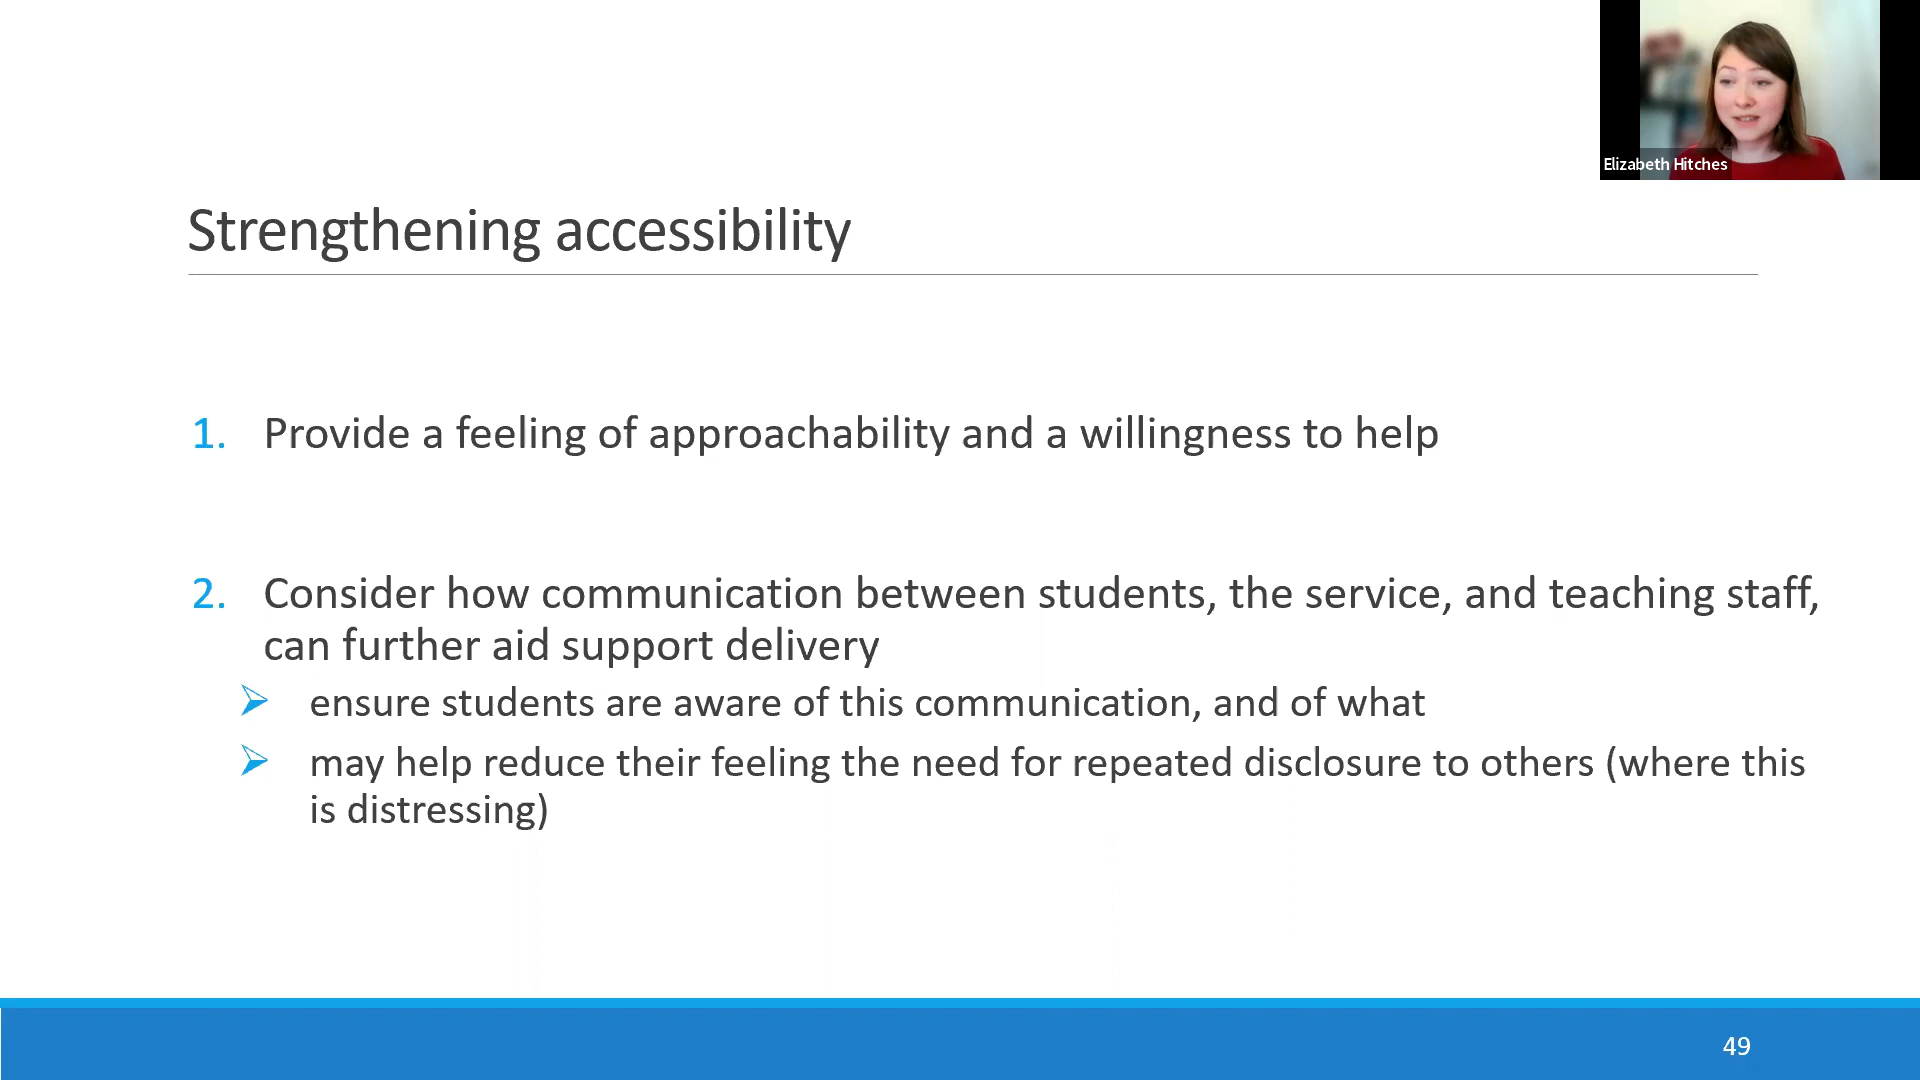 Elizabeth Hitches
Strengthening accessibility
1. Provide a feeling of approachability and a willingness to help
2. Consider how communication between students, the service, and teaching staff,
can further aid support delivery
ensure students are aware of this communication, and of what
may help reduce their feeling the need for repeated disclosure to others (where this
is distressing)
49